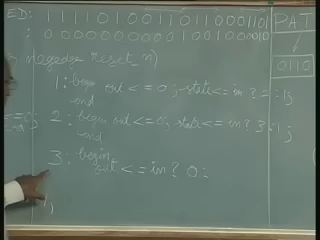 ED: 1 1 1 1 0 1 0 0 1 1 0 1 1 0 0 0 1 1 0 1
PAT
: 0 0 0 0 0 0 0 0 0 0 1 0 0 1 0 0 0 1 0
0110
negedge reset_n)
1: begin out <= 0; state <= in ? =: 1;
end
<=0; 2: begin out <= 0; state <= in ? 3: 1;
end
3: begin
out <= in ? 0:
1)